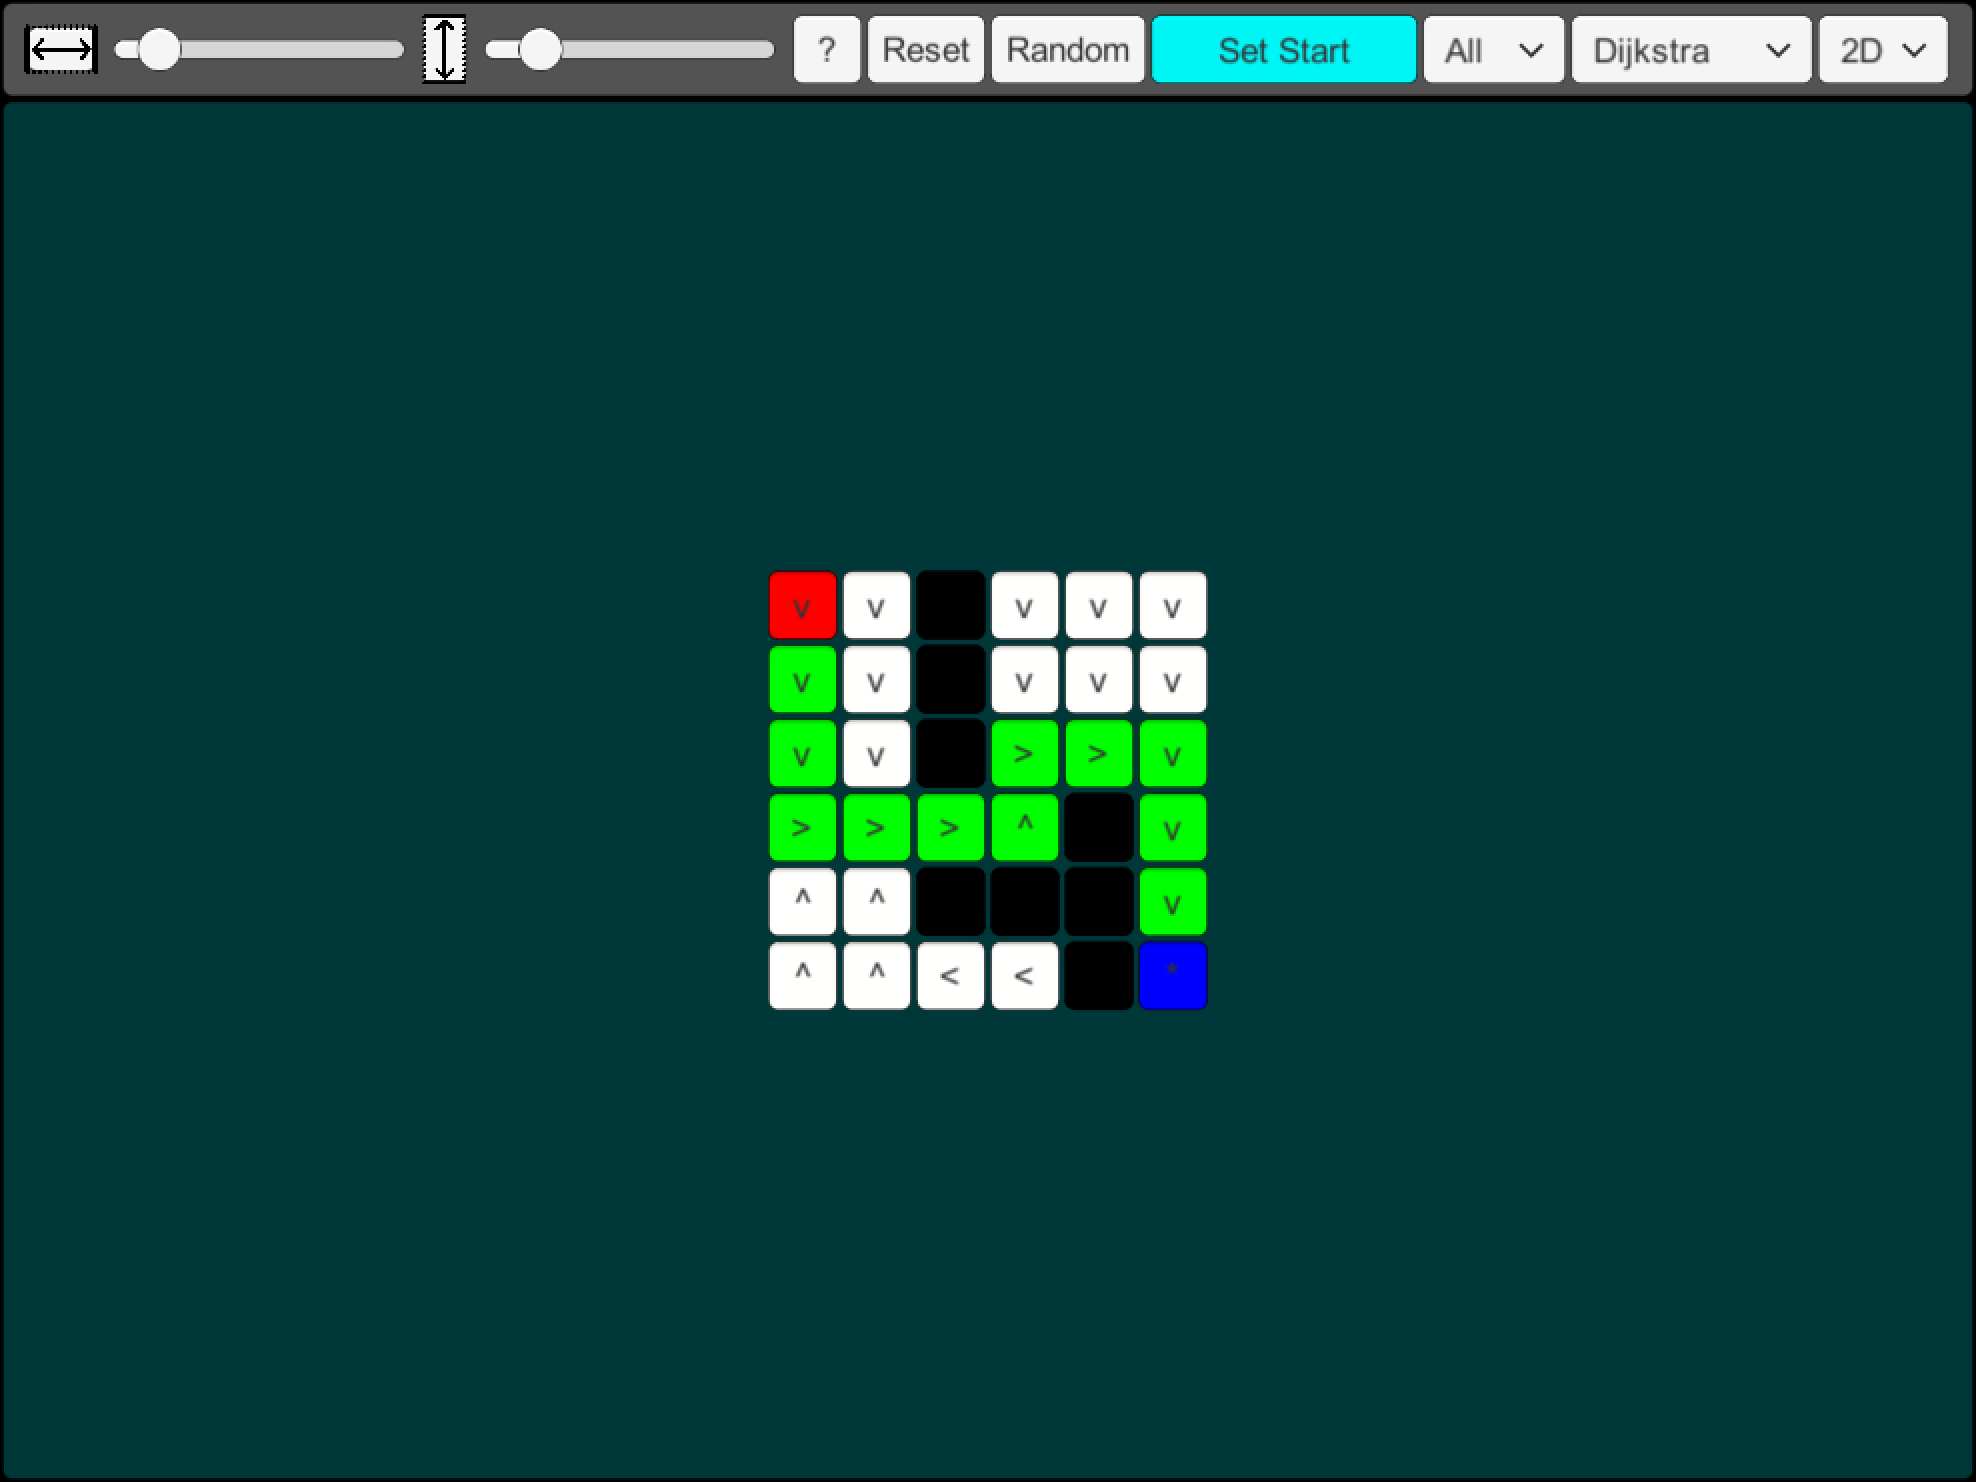 ? Reset Random Set Start All Dijkstra 2D
v v v v v
v v v v v
v v > > v
> > > ^ v
^ ^ v
^ ^ < < *